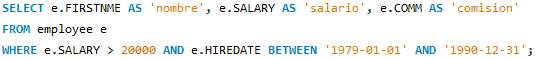 SELECT e.FIRSTNME AS 'nombre', e.SALARY AS 'salario', e.COMM AS 'comision'
FROM employee e
WHERE e.SALARY > 20000 AND e.HIREDATE BETWEEN '1979-01-01' AND '1990-12-31';